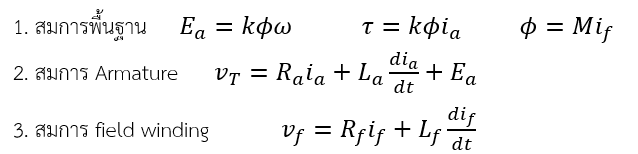 1. สมการพื้นฐาน E_a = kϕω τ = kϕi_a ϕ = Mi_f
2. สมการ Armature v_T = R_a i_a + L_a di_a/dt + E_a
3. สมการ field winding v_f = R_f i_f + L_f di_f/dt